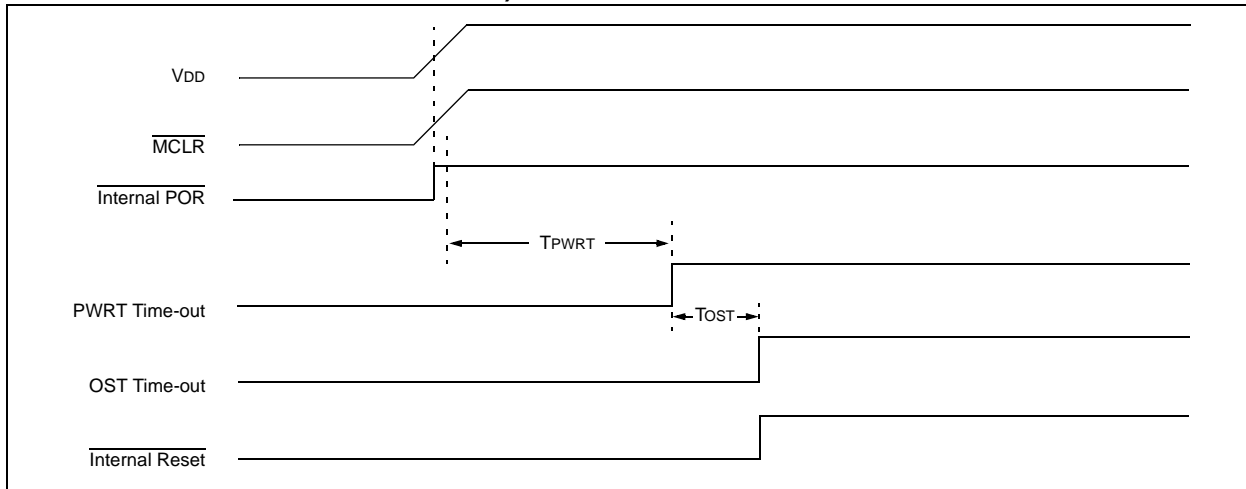 VDD
MCLR
Internal POR
TPWRT
PWRT Time-out
TOST
OST Time-out
Internal Reset